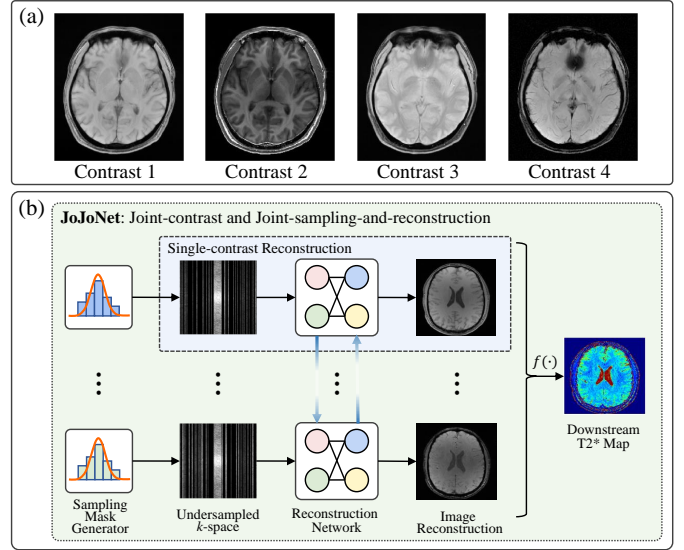 (a)
Contrast 1
Contrast 2
Contrast 3
Contrast 4
(b)
JoJoNet: Joint-contrast and Joint-sampling-and-reconstruction
Single-contrast Reconstruction
f(·)
Downstream
T2* Map
Sampling
Mask
Generator
Undersampled
k-space
Reconstruction
Network
Image
Reconstruction